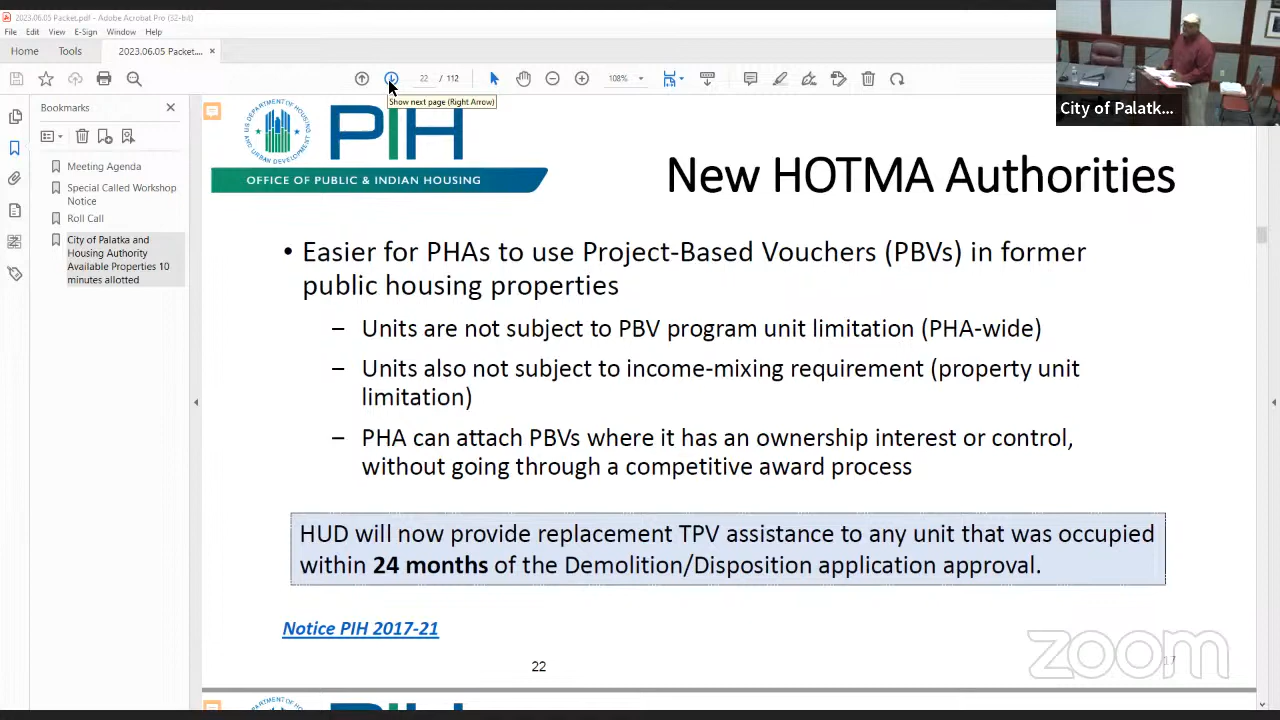 2023.06.05 Packet.pdf - Adobe Acrobat Pro (32-bit)
File Edit View E-Sign Window Help
Home Tools 2023.06.05 Packet.... ×
22 / 112 108%
Show next page (Right Arrow)
City of Palatk...
Bookmarks
Meeting Agenda
Special Called Workshop
Notice
Roll Call
City of Palatka and
Housing Authority
Available Properties 10
minutes allotted
U.S. DEPARTMENT OF HOUSING
AND URBAN DEVELOPMENT
PIH
OFFICE OF PUBLIC & INDIAN HOUSING
New HOTMA Authorities
• Easier for PHAs to use Project-Based Vouchers (PBVs) in former
public housing properties
– Units are not subject to PBV program unit limitation (PHA-wide)
– Units also not subject to income-mixing requirement (property unit
limitation)
– PHA can attach PBVs where it has an ownership interest or control,
without going through a competitive award process
HUD will now provide replacement TPV assistance to any unit that was occupied
within 24 months of the Demolition/Disposition application approval.
Notice PIH 2017-21
22
17
zoom